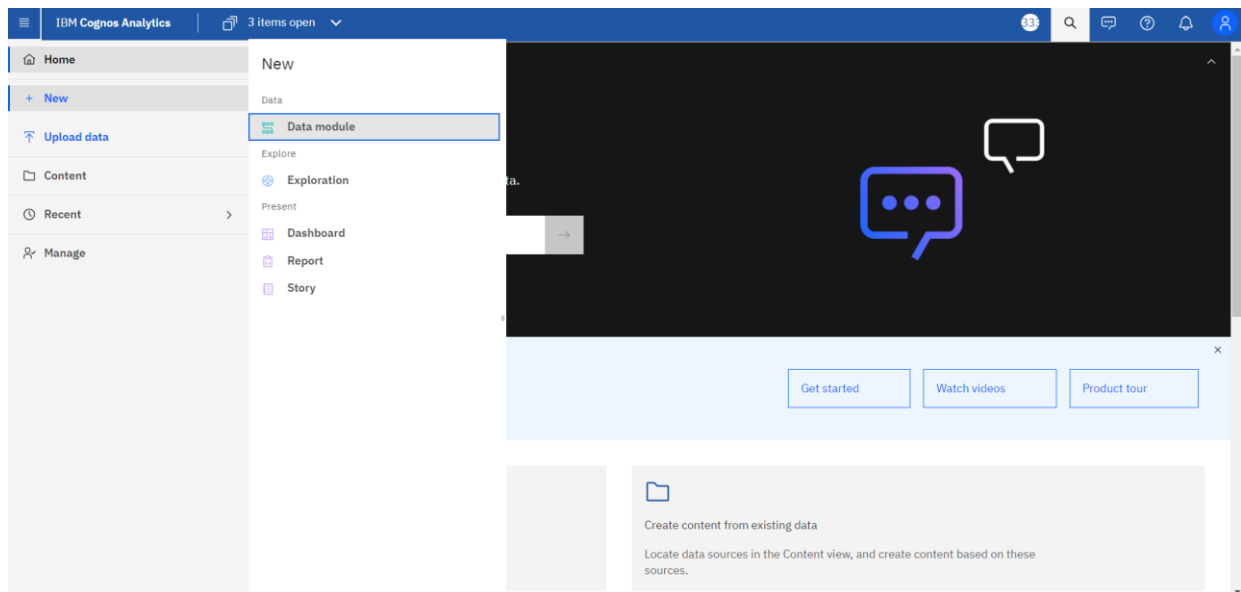 IBM Cognos Analytics
3 items open
Home
New
Upload data
Content
Recent
Manage
New
Data
Data module
Explore
Exploration
Present
Dashboard
Report
Story
ta.
Get started
Watch videos
Product tour
Create content from existing data
Locate data sources in the Content view, and create content based on these
sources.